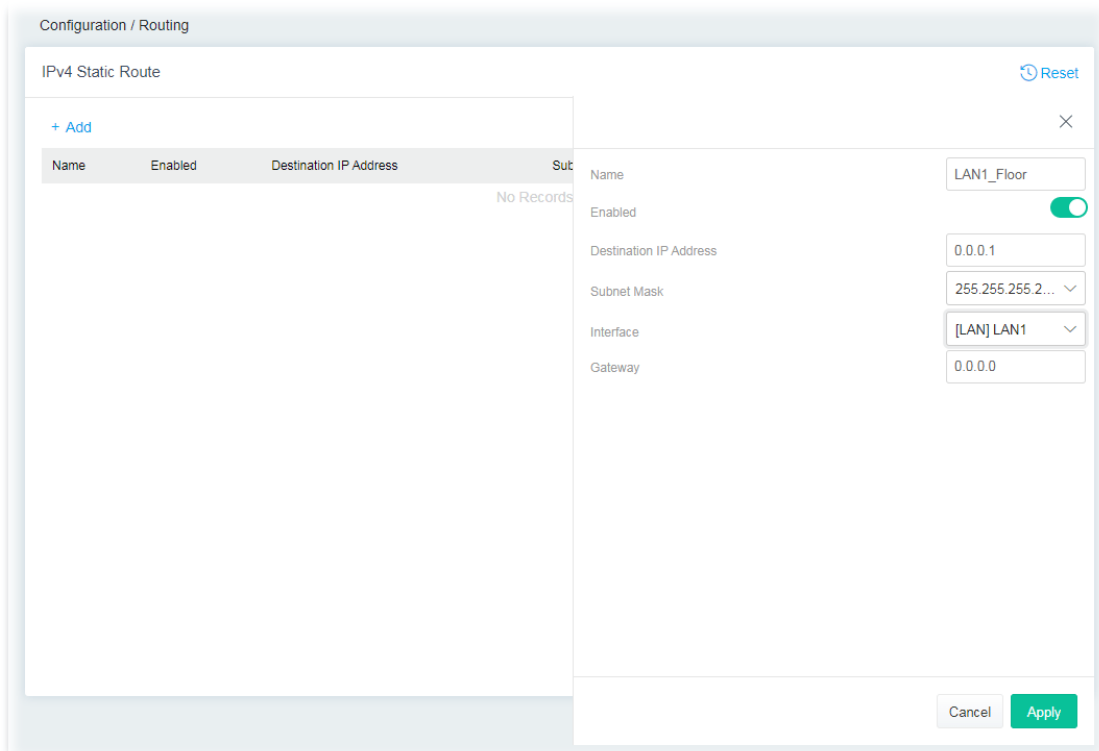 Configuration / Routing
IPv4 Static Route
Reset
+ Add
Name Enabled Destination IP Address Sub
No Records
Name LAN1_Floor
Enabled
Destination IP Address 0.0.0.1
Subnet Mask 255.255.255.2...
Interface [LAN] LAN1
Gateway 0.0.0.0
Cancel Apply